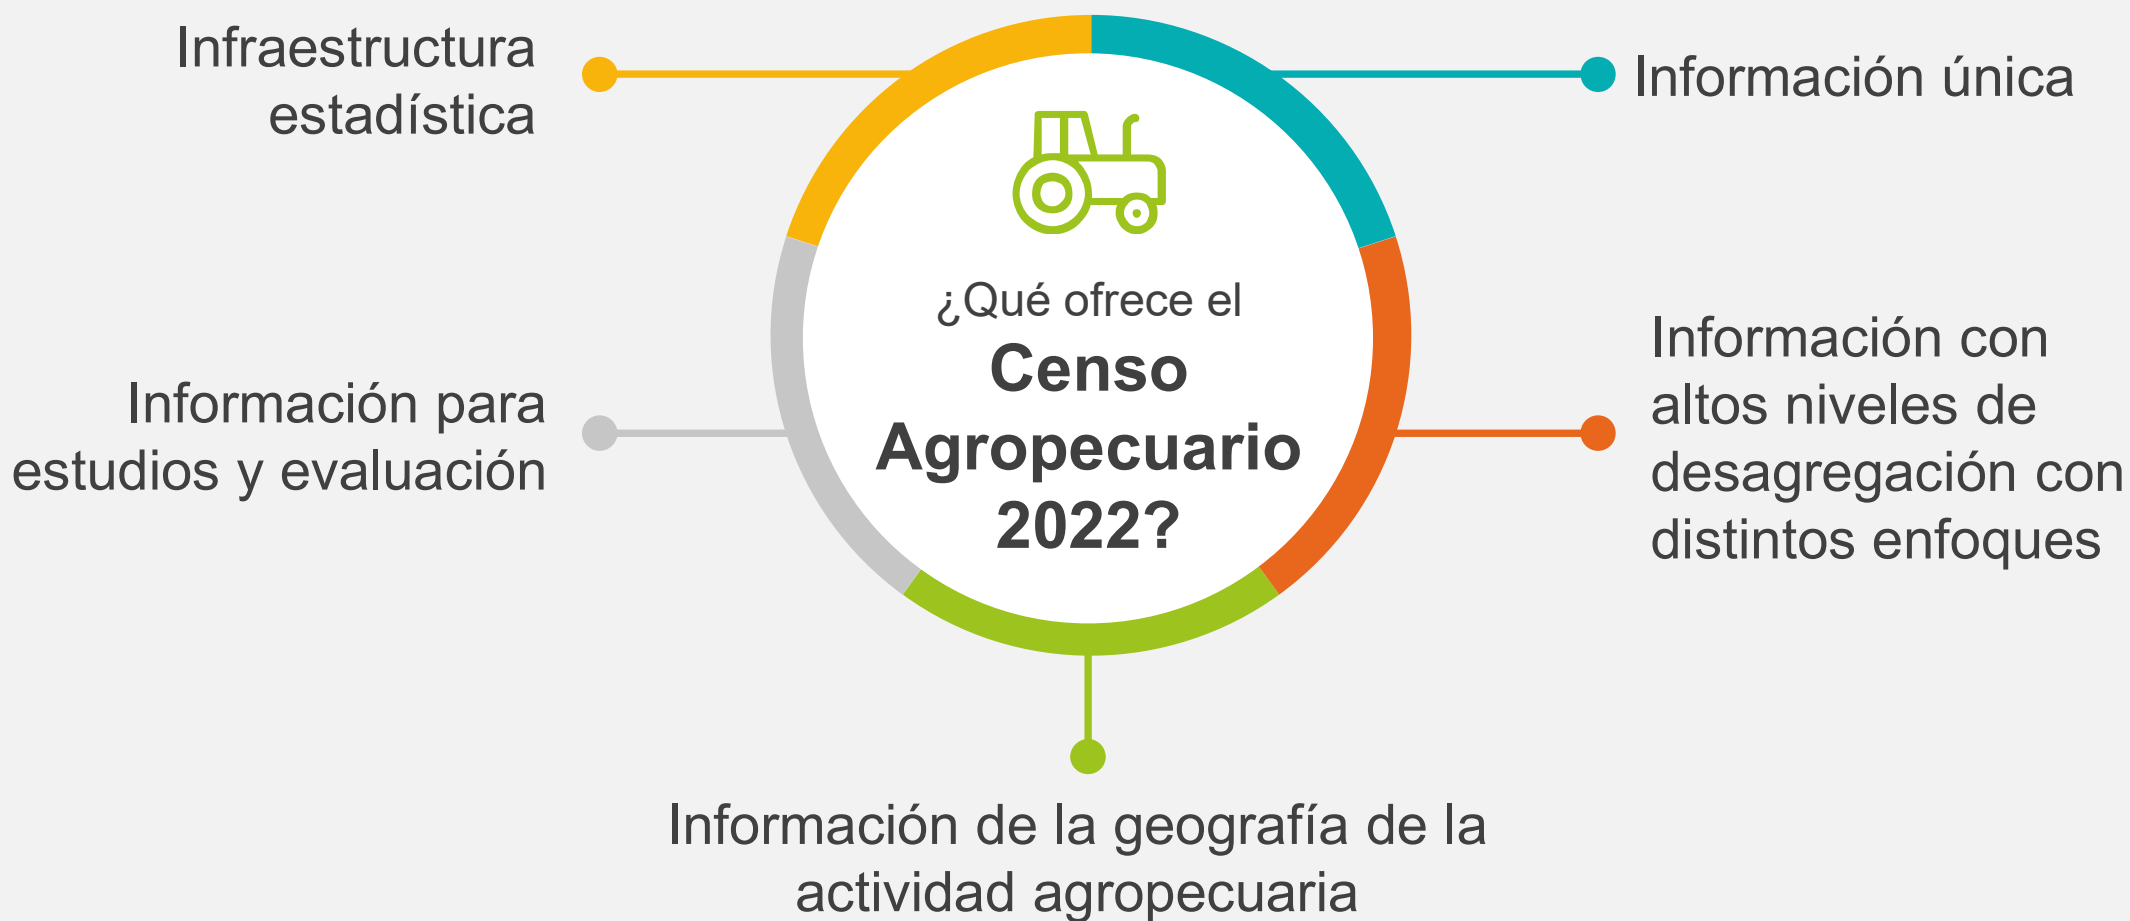 Infraestructura
estadística
Información única
¿Qué ofrece el
Censo
Agropecuario
2022?
Información con
altos niveles de
desagregación con
distintos enfoques
Información para
estudios y evaluación
Información de la geografía de la
actividad agropecuaria